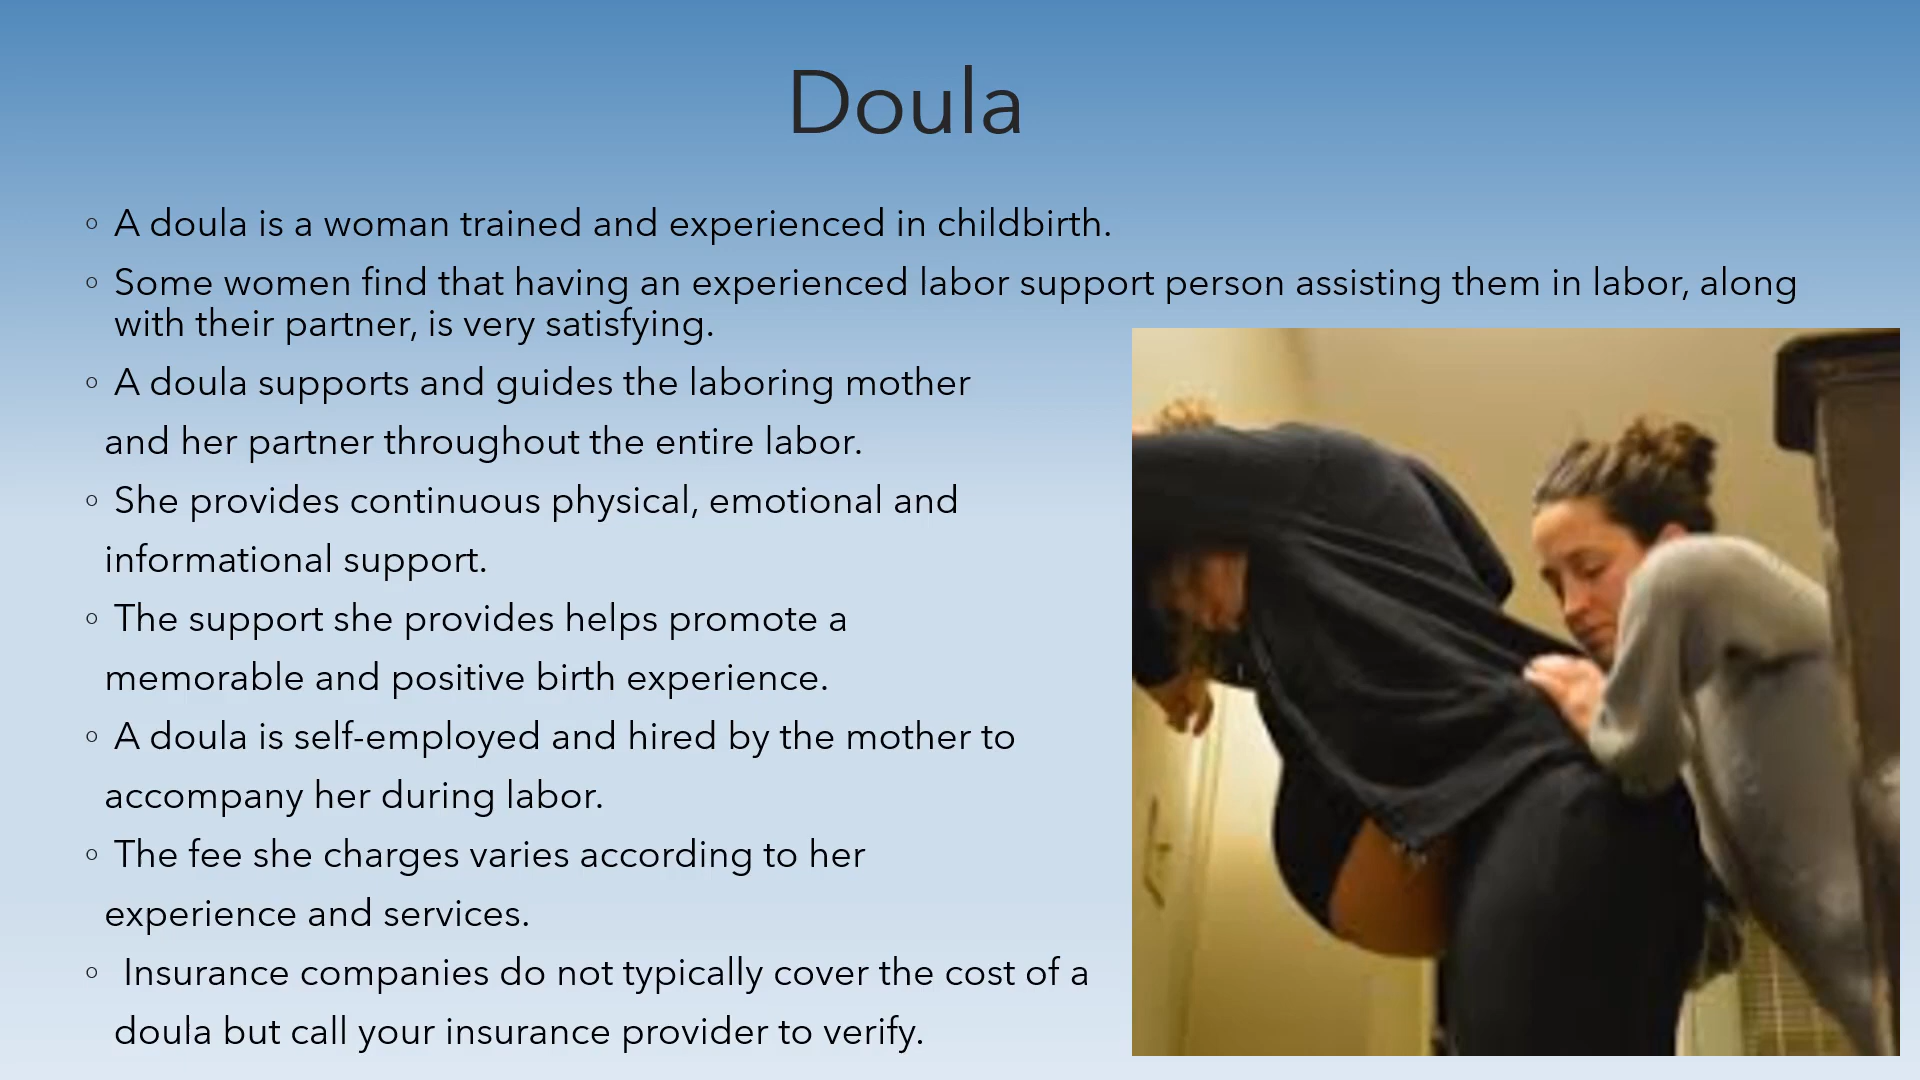 Doula
◦ A doula is a woman trained and experienced in childbirth.
◦ Some women find that having an experienced labor support person assisting them in labor, along
with their partner, is very satisfying.
◦ A doula supports and guides the laboring mother
and her partner throughout the entire labor.
◦ She provides continuous physical, emotional and
informational support.
◦ The support she provides helps promote a
memorable and positive birth experience.
◦ A doula is self-employed and hired by the mother to
accompany her during labor.
◦ The fee she charges varies according to her
experience and services.
◦ Insurance companies do not typically cover the cost of a
doula but call your insurance provider to verify.